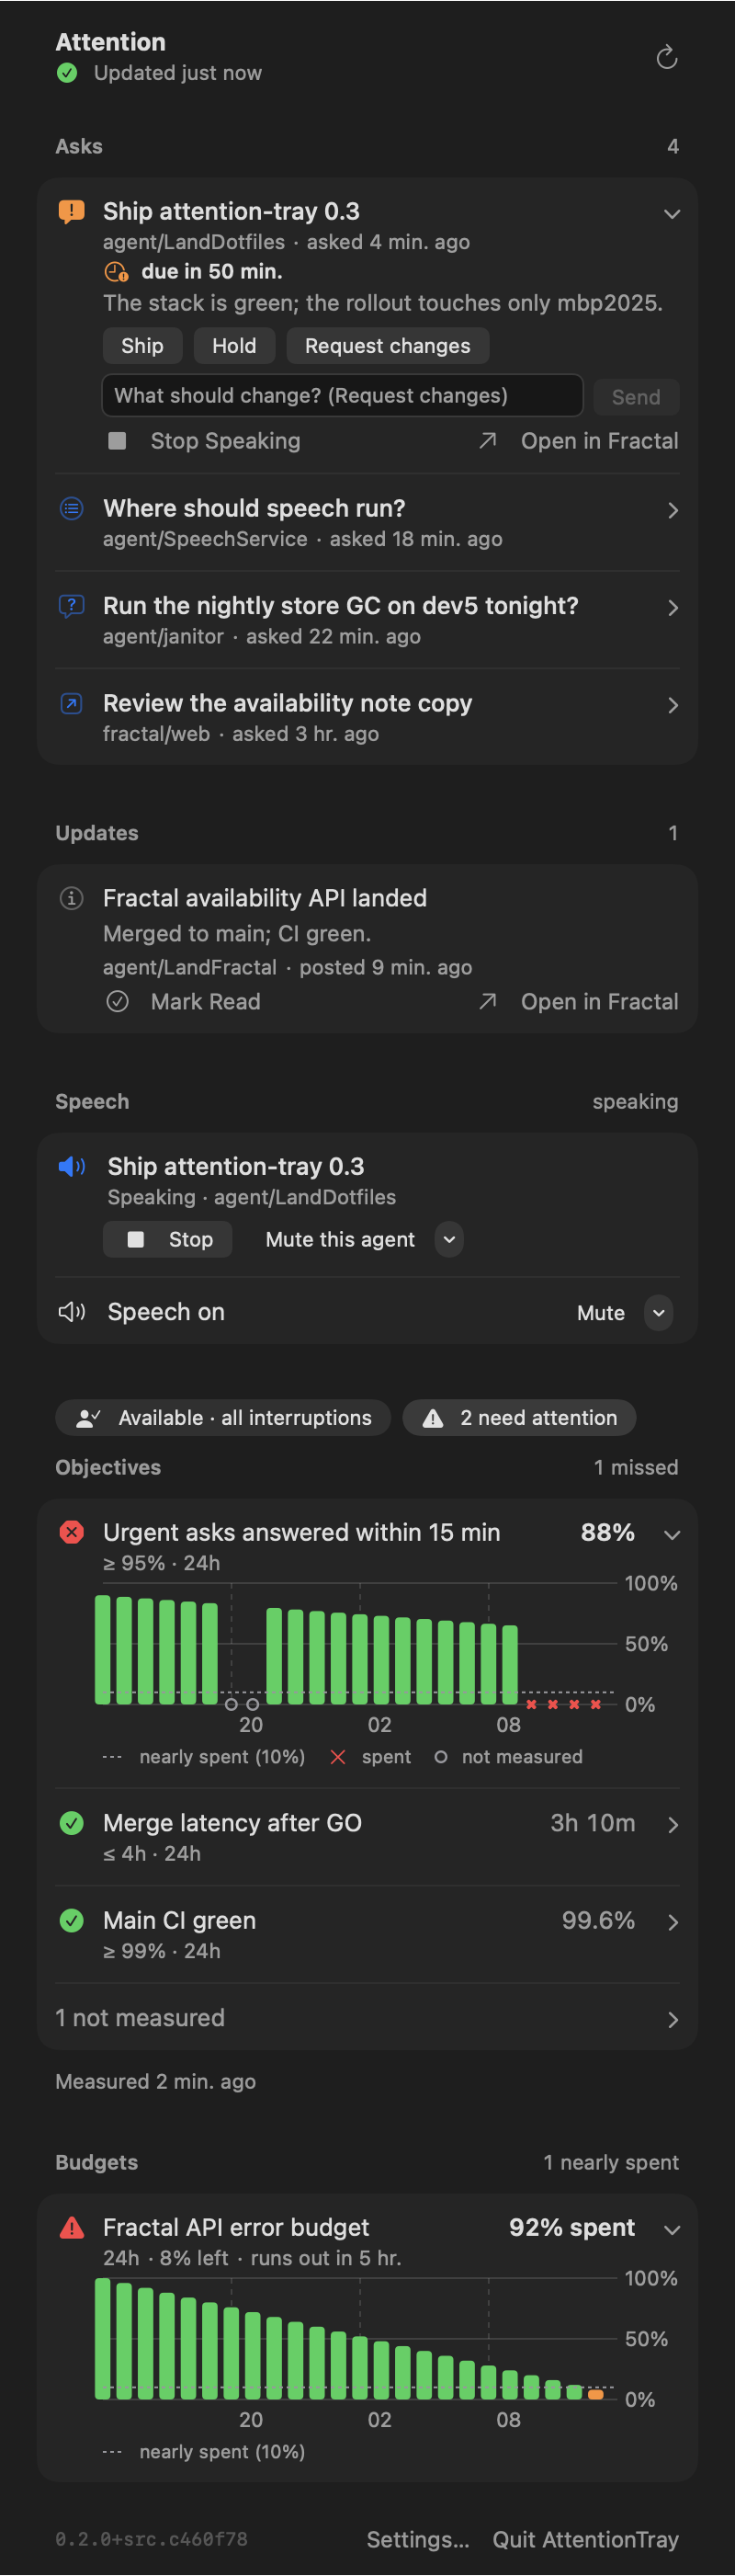 Attention
Updated just now
Asks 4
Ship attention-tray 0.3
agent/LandDotfiles · asked 4 min. ago
due in 50 min.
The stack is green; the rollout touches only mbp2025.
Ship Hold Request changes
What should change? (Request changes) Send
Stop Speaking Open in Fractal
Where should speech run?
agent/SpeechService · asked 18 min. ago
Run the nightly store GC on dev5 tonight?
agent/janitor · asked 22 min. ago
Review the availability note copy
fractal/web · asked 3 hr. ago
Updates 1
Fractal availability API landed
Merged to main; CI green.
agent/LandFractal · posted 9 min. ago
Mark Read Open in Fractal
Speech speaking
Ship attention-tray 0.3
Speaking · agent/LandDotfiles
Stop Mute this agent
Speech on Mute
Available · all interruptions 2 need attention
Objectives 1 missed
Urgent asks answered within 15 min 88%
≥ 95% · 24h
100%
50%
0%
20 02 08
nearly spent (10%) spent not measured
Merge latency after GO 3h 10m
≤ 4h · 24h
Main CI green 99.6%
≥ 99% · 24h
1 not measured
Measured 2 min. ago
Budgets 1 nearly spent
Fractal API error budget 92% spent
24h · 8% left · runs out in 5 hr.
100%
50%
0%
20 02 08
nearly spent (10%)
0.2.0+src.c460f78 Settings... Quit AttentionTray